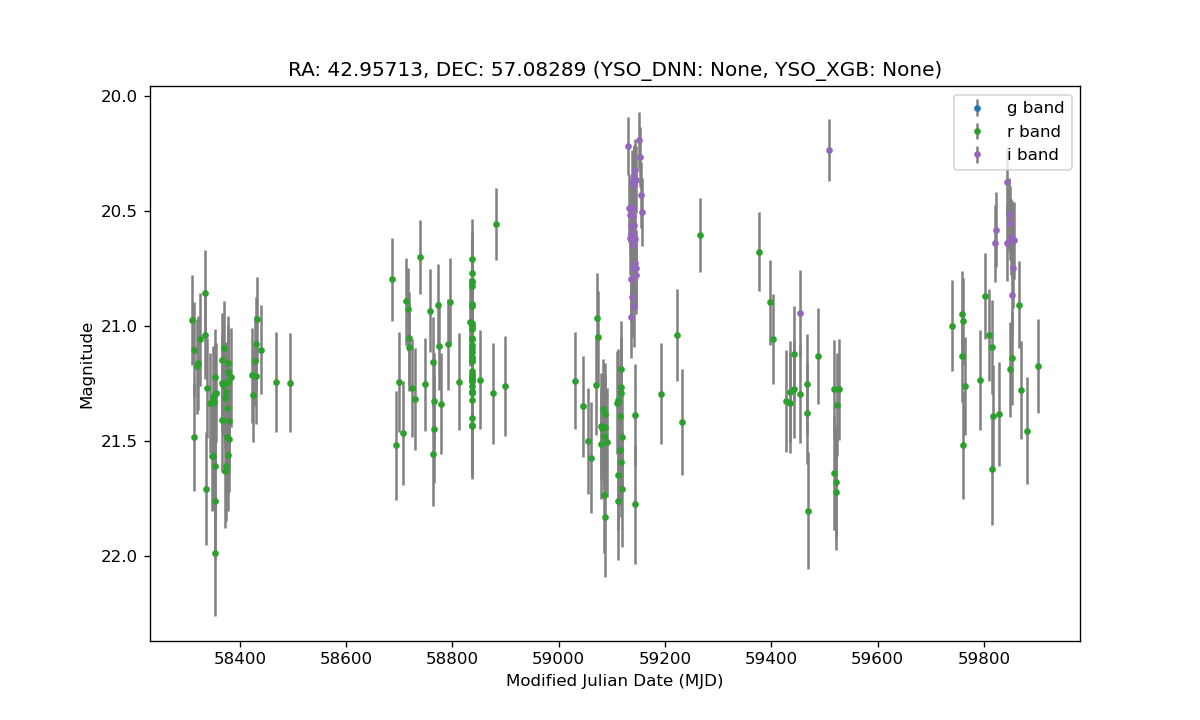 RA: 42.95713, DEC: 57.08289 (YSO_DNN: None, YSO_XGB: None)
g band
r band
i band
20.0
20.5
21.0
21.5
22.0
Magnitude
58400 58600 58800 59000 59200 59400 59600 59800
Modified Julian Date (MJD)